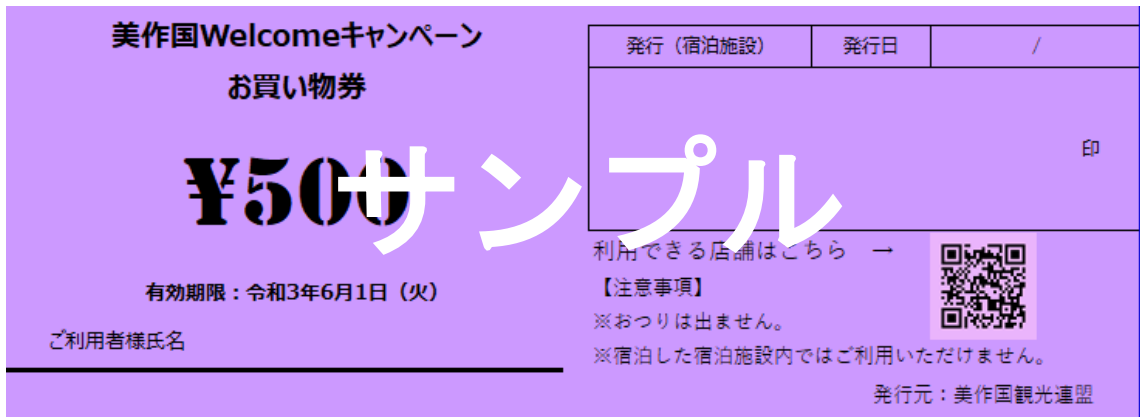 美作国Welcomeキャンペーン
お買い物券
¥500
有効期限：令和3年6月1日（火）
ご利用者様氏名
サンプル
発行（宿泊施設） 発行日 /
印
利用できる店舗はこちら →
【注意事項】
※おつりは出ません。
※宿泊した宿泊施設内ではご利用いただけません。
発行元：美作国観光連盟